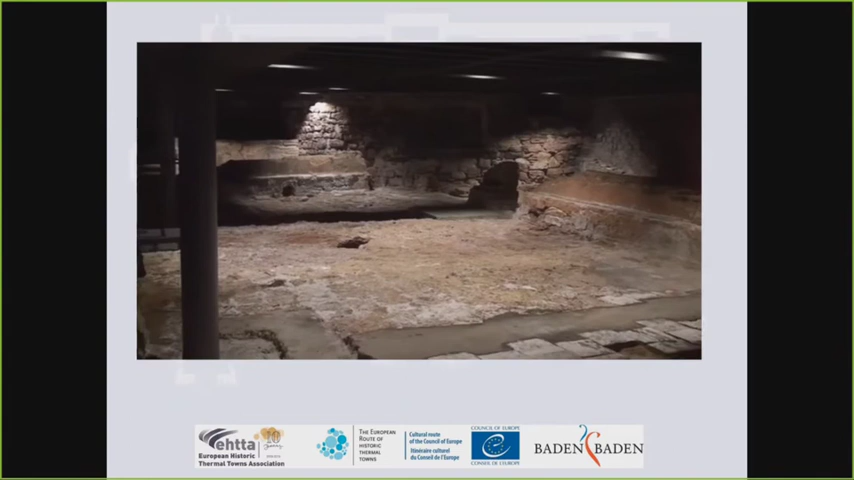 ehtta
European Historic
Thermal Towns Association
THE EUROPEAN
ROUTE OF
HISTORIC
THERMAL
TOWNS
Cultural route
of the Council of Europe
Itinéraire culturel
du Conseil de l'Europe
COUNCIL OF EUROPE
CONSEIL DE L'EUROPE
BADEN BADEN